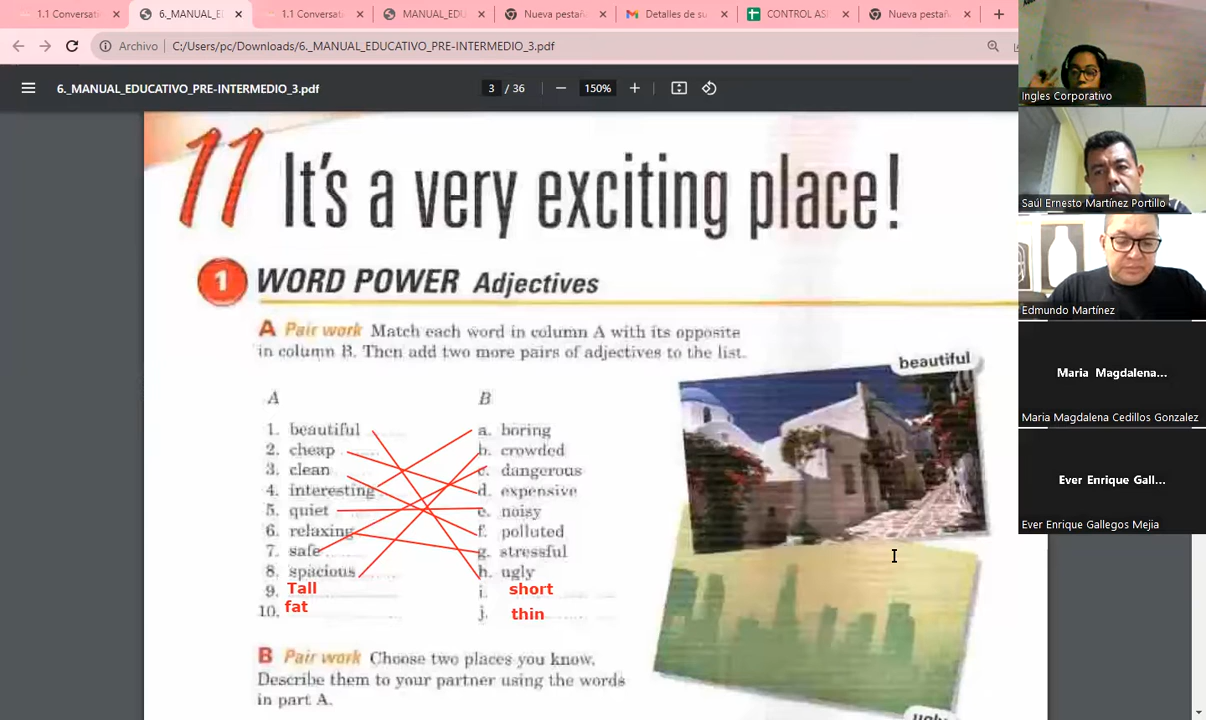 1.1 Conversat
6._MANUAL_E
1.1 Conversat
MANUAL_EDU
Nueva pestañ
Detalles de su
CONTROL ASI
Nueva pestañ
Archivo C:/Users/pc/Downloads/6._MANUAL_EDUCATIVO_PRE-INTERMEDIO_3.pdf
6._MANUAL_EDUCATIVO_PRE-INTERMEDIO_3.pdf
3 / 36
150%
11 It's a very exciting place!
1 WORD POWER Adjectives
A Pair work Match each word in column A with its opposite
in column B. Then add two more pairs of adjectives to the list.
A B
1. beautiful a. boring
2. cheap b. crowded
3. clean c. dangerous
4. interesting d. expensive
5. quiet e. noisy
6. relaxing f. polluted
7. safe g. stressful
8. spacious h. ugly
9. Tall i. short
10. fat j. thin
B Pair work Choose two places you know.
Describe them to your partner using the words
in part A.
beautiful
ugly
Ingles Corporativo
Saúl Ernesto Martínez Portillo
Edmundo Martínez
Maria Magdalena...
Maria Magdalena Cedillos Gonzalez
Ever Enrique Gall...
Ever Enrique Gallegos Mejia